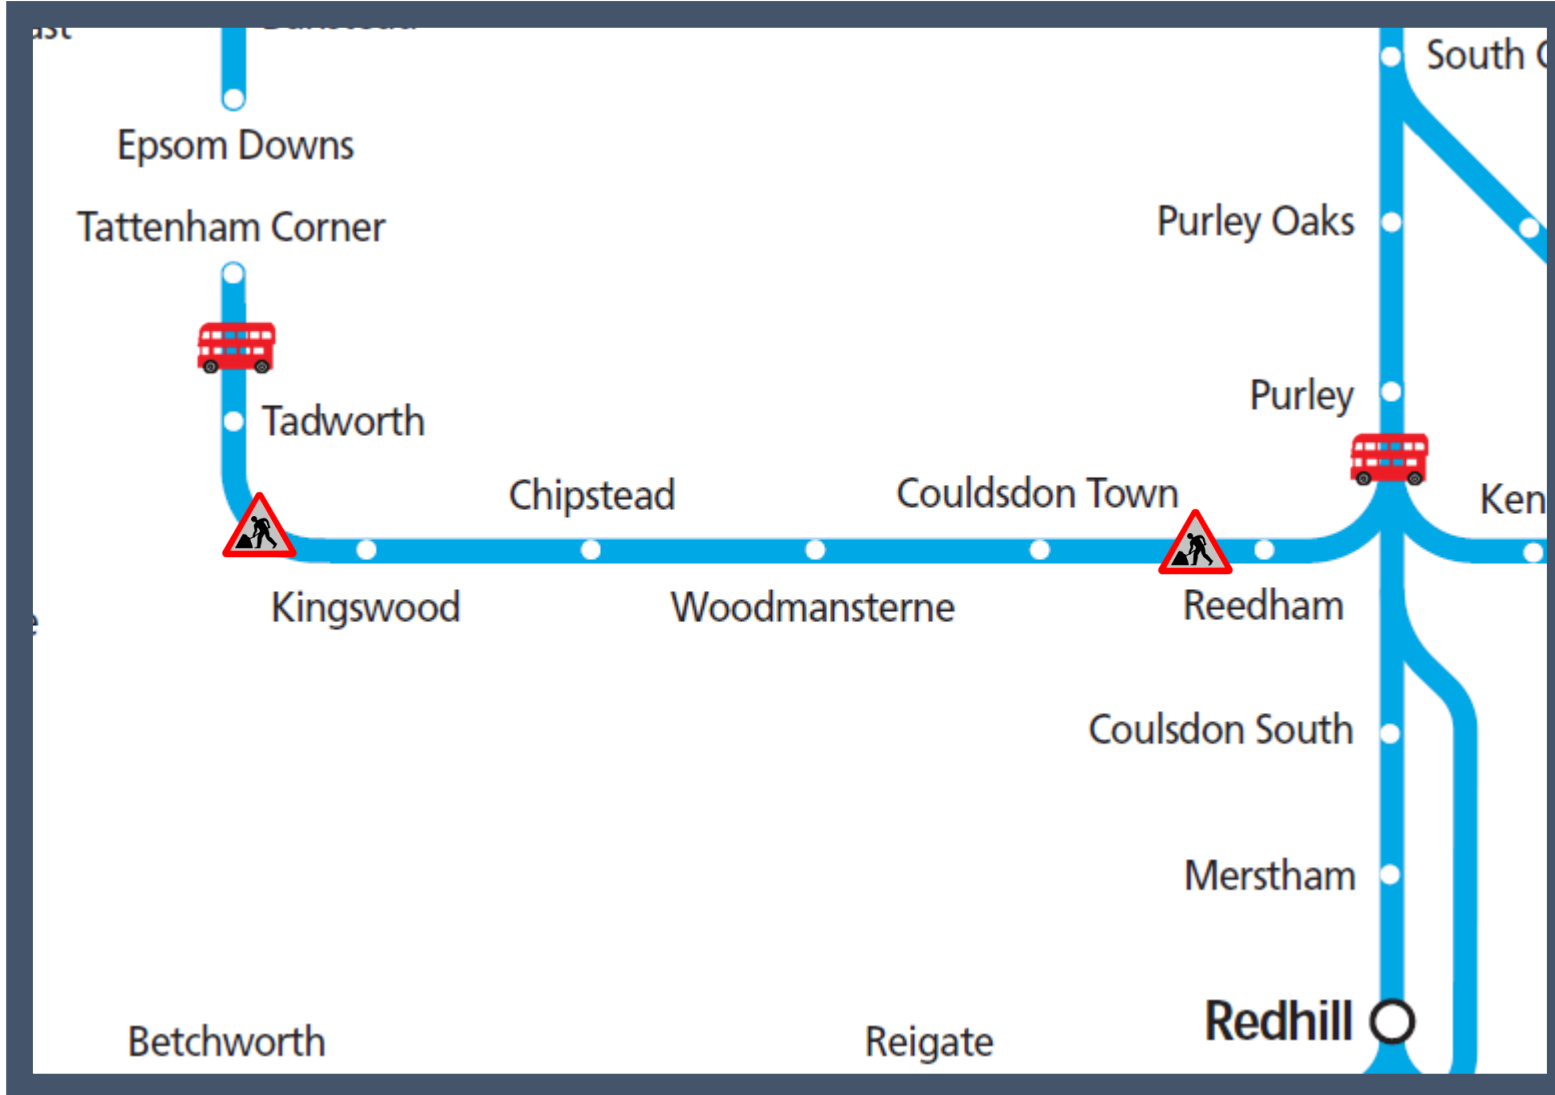 South
Epsom Downs
Tattenham Corner
Purley Oaks
Purley
Tadworth
Chipstead
Couldsdon Town
Ken
Kingswood
Woodmansterne
Reedham
Coulsdon South
Merstham
Redhill
Betchworth
Reigate